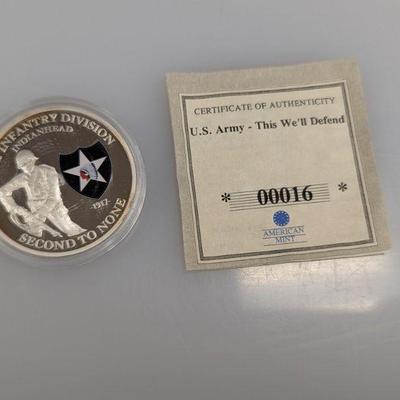 INFANTRY DIVISION
INDIANHEAD
-1917-
SECOND TO NONE
CERTIFICATE OF AUTHENTICITY
U.S. Army - This We'll Defend
* 00016 *
AMERICAN
MINT